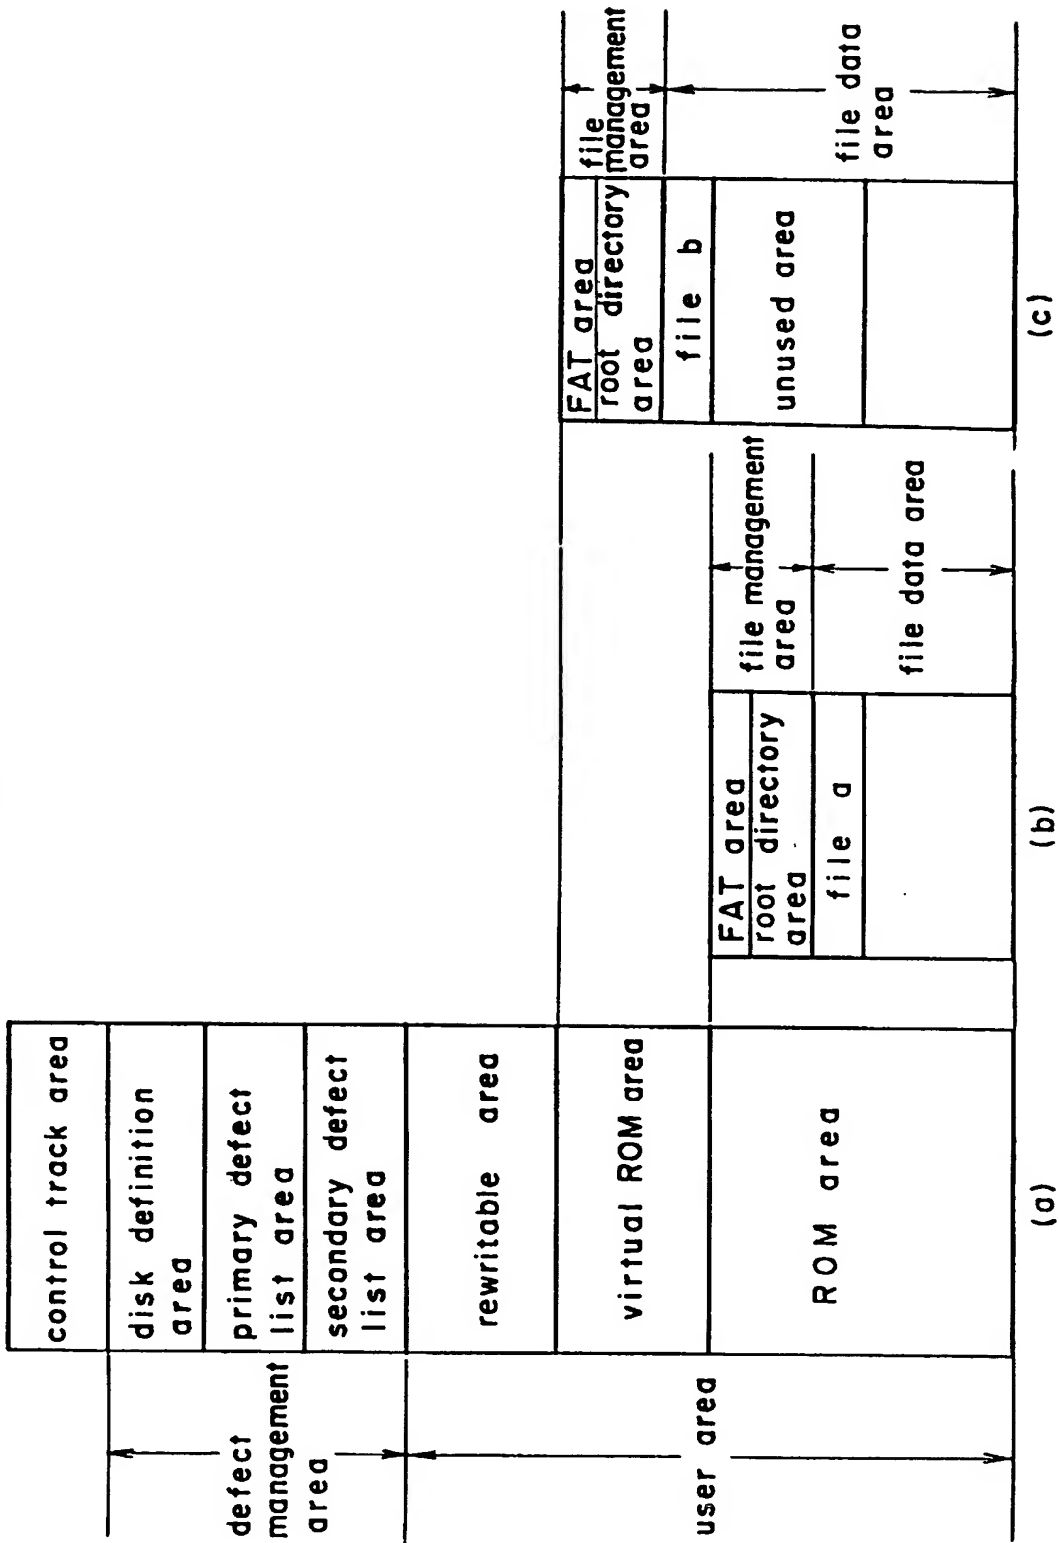 control track area
disk definition
area
primary defect
list area
secondary defect
list area
rewritable area
virtual ROM area
ROM area
defect
management
area
user area
(a)
FAT area
root directory
area
file a
file management
area
file data area
(b)
FAT area
root directory
area
file b
unused area
file
management
area
file data
area
(c)